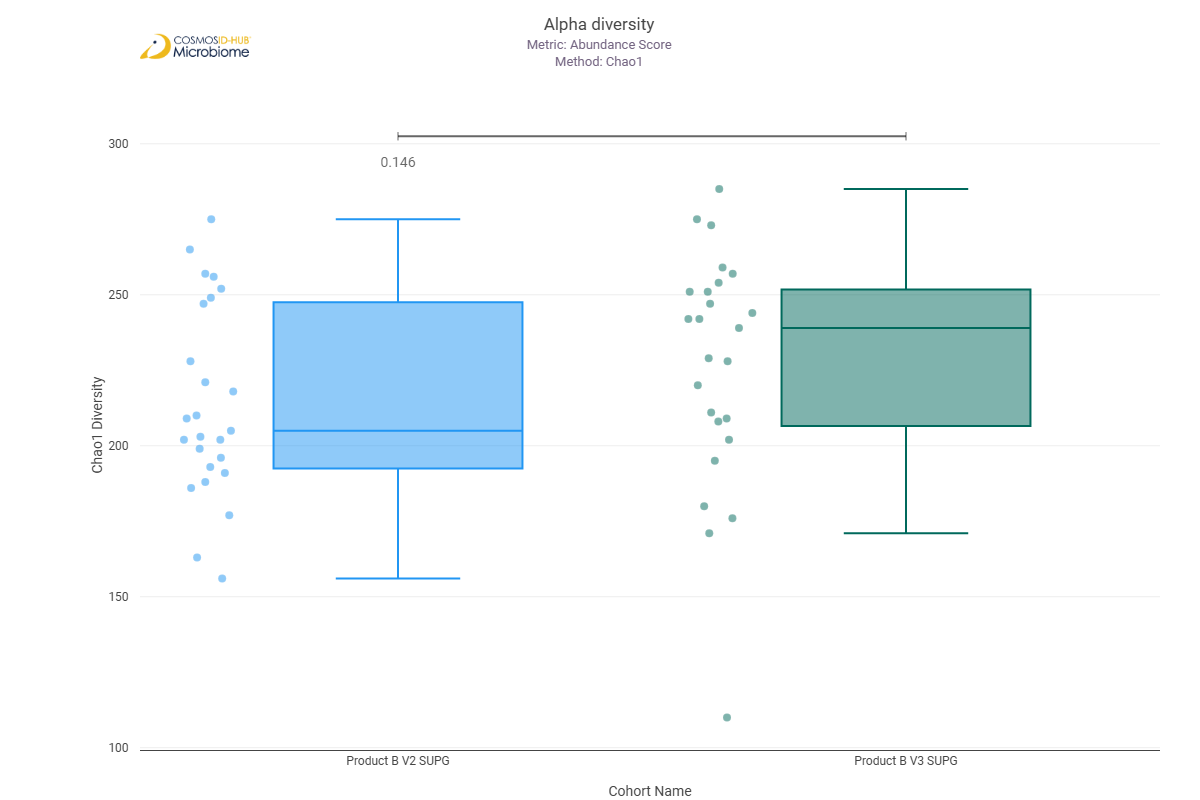 Alpha diversity
Metric: Abundance Score
Method: Chao1
COSMOSID-HUB
Microbiome
300
0.146
250
200
150
100
Chao1 Diversity
Product B V2 SUPG
Product B V3 SUPG
Cohort Name